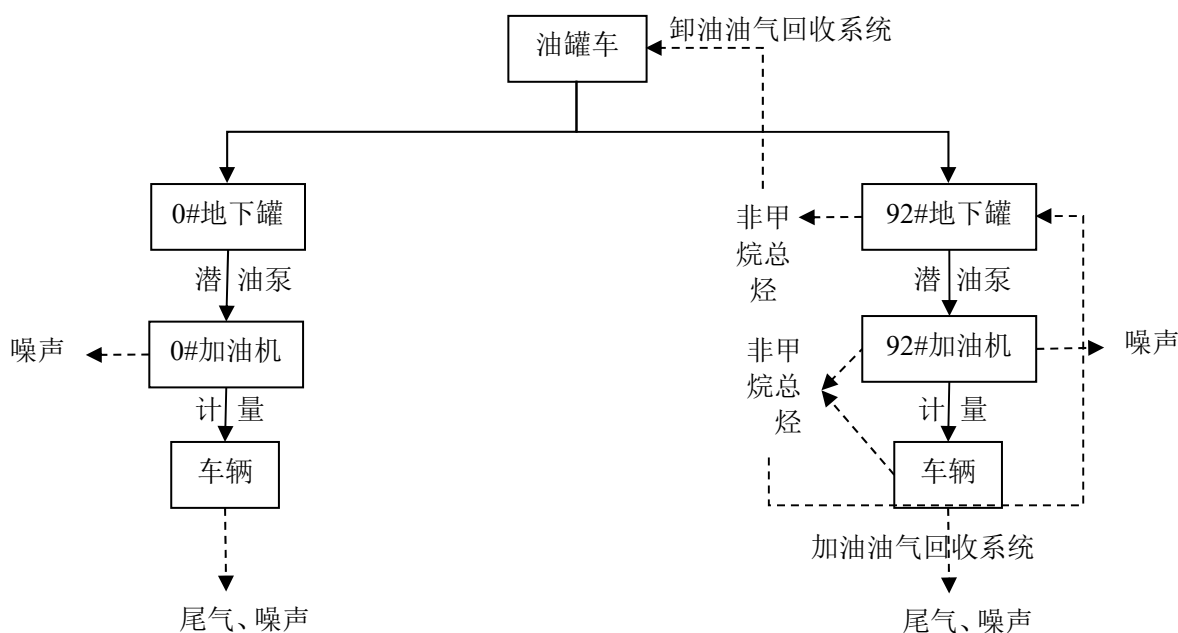 卸油油气回收系统
油罐车
0#地下罐
非甲
烷总
烃
92#地下罐
潜 油泵
潜 油泵
噪声
0#加油机
非甲
烷总
烃
92#加油机
噪声
计 量
计 量
车辆
车辆
加油油气回收系统
尾气、噪声
尾气、噪声